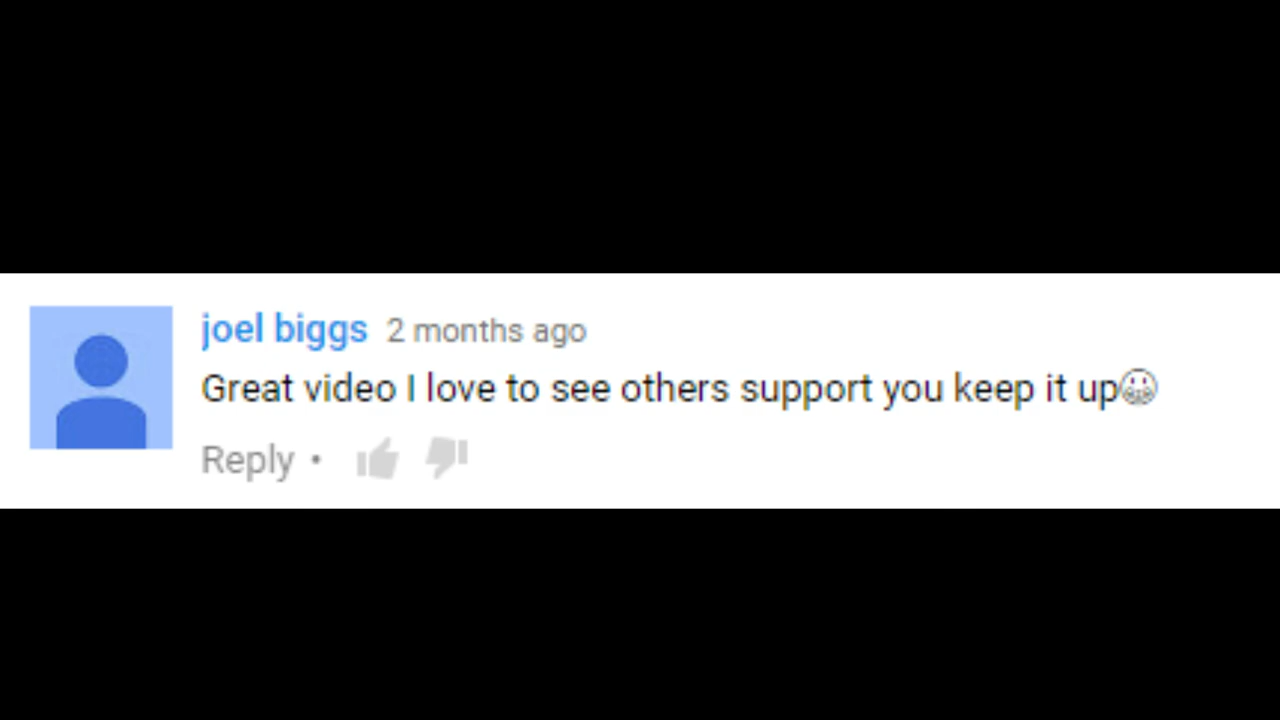 joel biggs 2 months ago
Great video I love to see others support you keep it up😀
Reply •